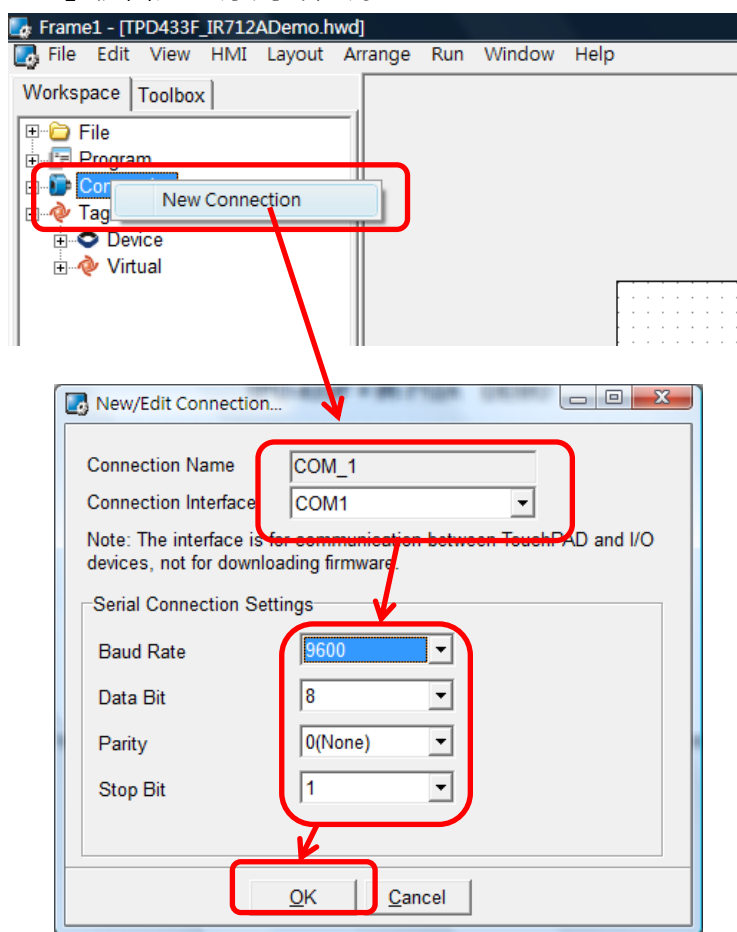 Frame1 - [TPD433F_IR712ADemo.hwd]
File Edit View HMI Layout Arrange Run Window Help
Workspace Toolbox
File
Program
New Connection
Tag
Device
Virtual
New/Edit Connection...
Connection Name COM_1
Connection Interface COM1
Note: The interface is for communication between TouchPAD and I/O
devices, not for downloading firmware.
Serial Connection Settings
Baud Rate 9600
Data Bit 8
Parity 0(None)
Stop Bit 1
OK Cancel